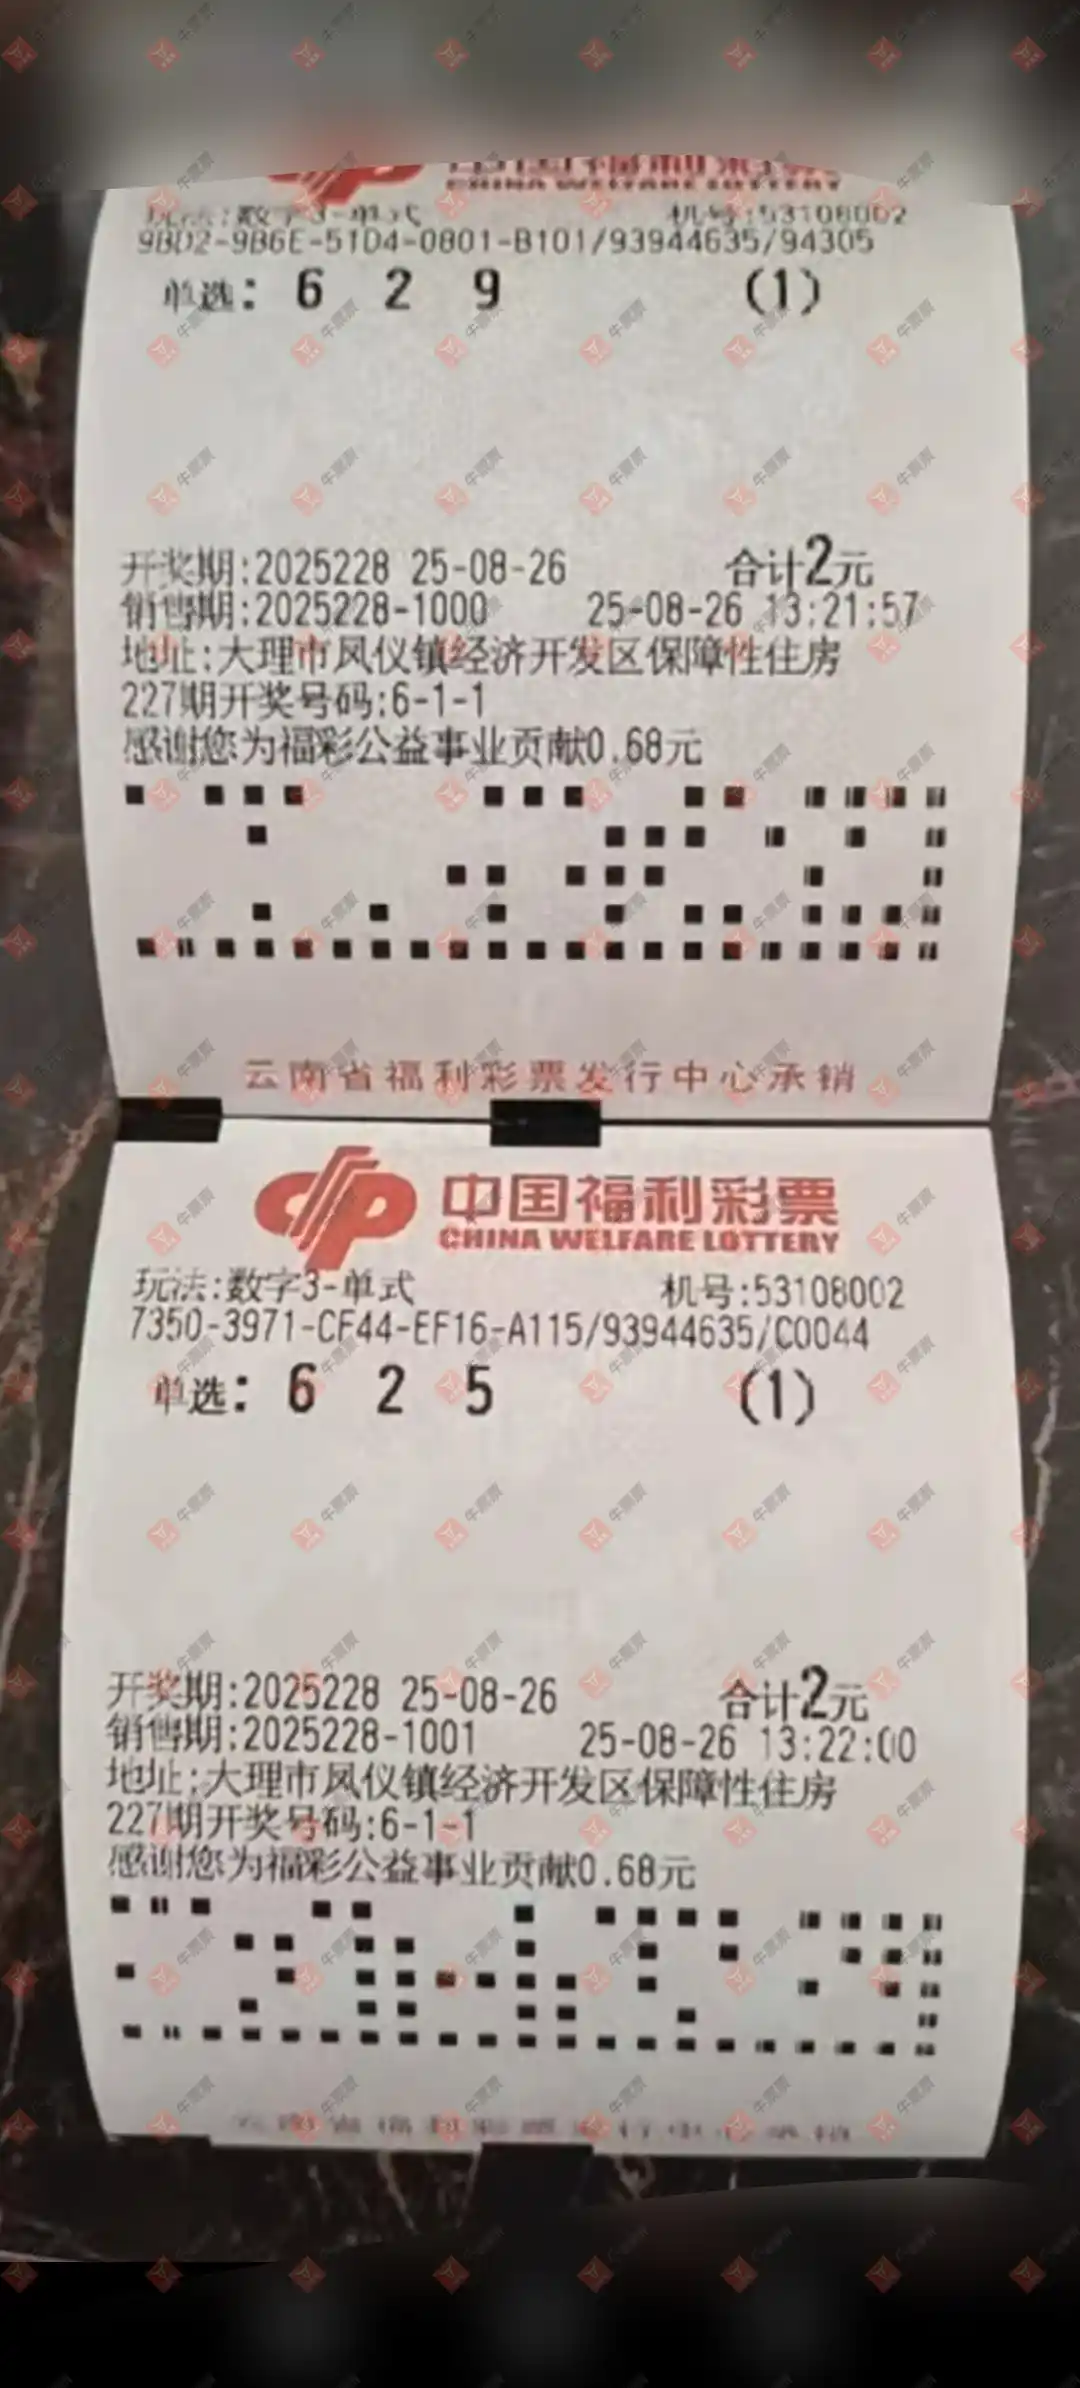 CHINA WELFARE LOTTERY
玩法:数字3-单式 机号:53108002
9BD2-9B6E-51D4-0801-B101/93944635/94305
单选: 6 2 9 (1)
开奖期:2025228 25-08-26 合计2元
销售期:2025228-1000 25-08-26 13:21:57
地址:大理市凤仪镇经济开发区保障性住房
227期开奖号码:6-1-1
感谢您为福彩公益事业贡献0.68元
云南省福利彩票发行中心承销
中国福利彩票
CHINA WELFARE LOTTERY
玩法:数字3-单式 机号:53108002
7350-3971-CF44-EF16-A115/93944635/C0044
单选: 6 2 5 (1)
开奖期:2025228 25-08-26 合计2元
销售期:2025228-1001 25-08-26 13:22:00
地址:大理市凤仪镇经济开发区保障性住房
227期开奖号码:6-1-1
感谢您为福彩公益事业贡献0.68元
牛票票